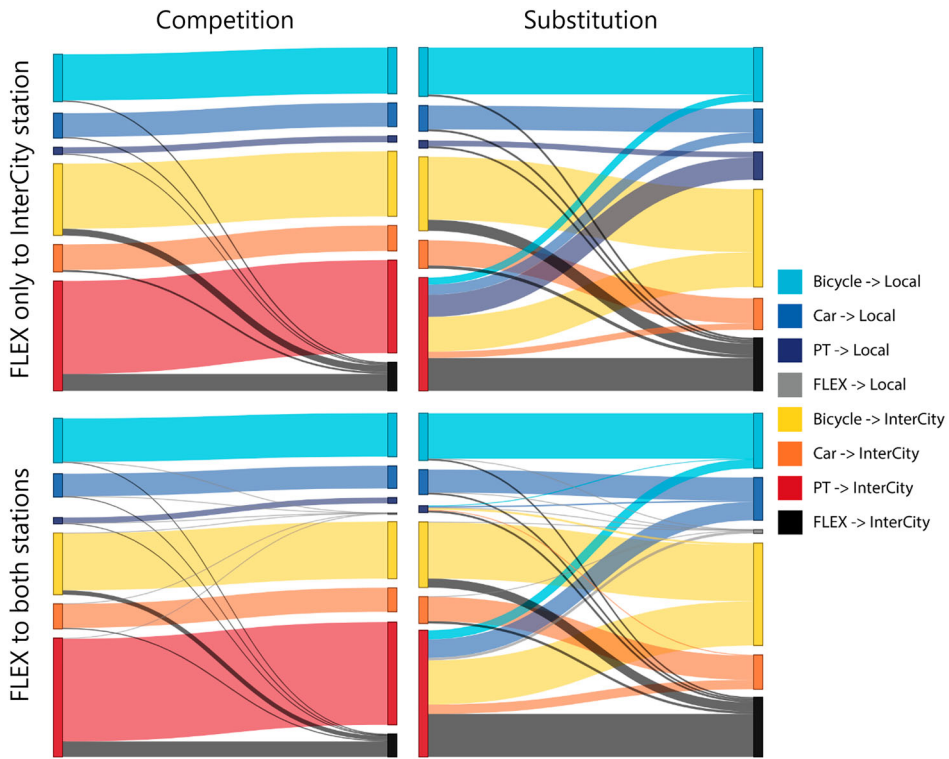 Competition
Substitution
FLEX only to InterCity station
FLEX to both stations
Bicycle -> Local
Car -> Local
PT -> Local
FLEX -> Local
Bicycle -> InterCity
Car -> InterCity
PT -> InterCity
FLEX -> InterCity